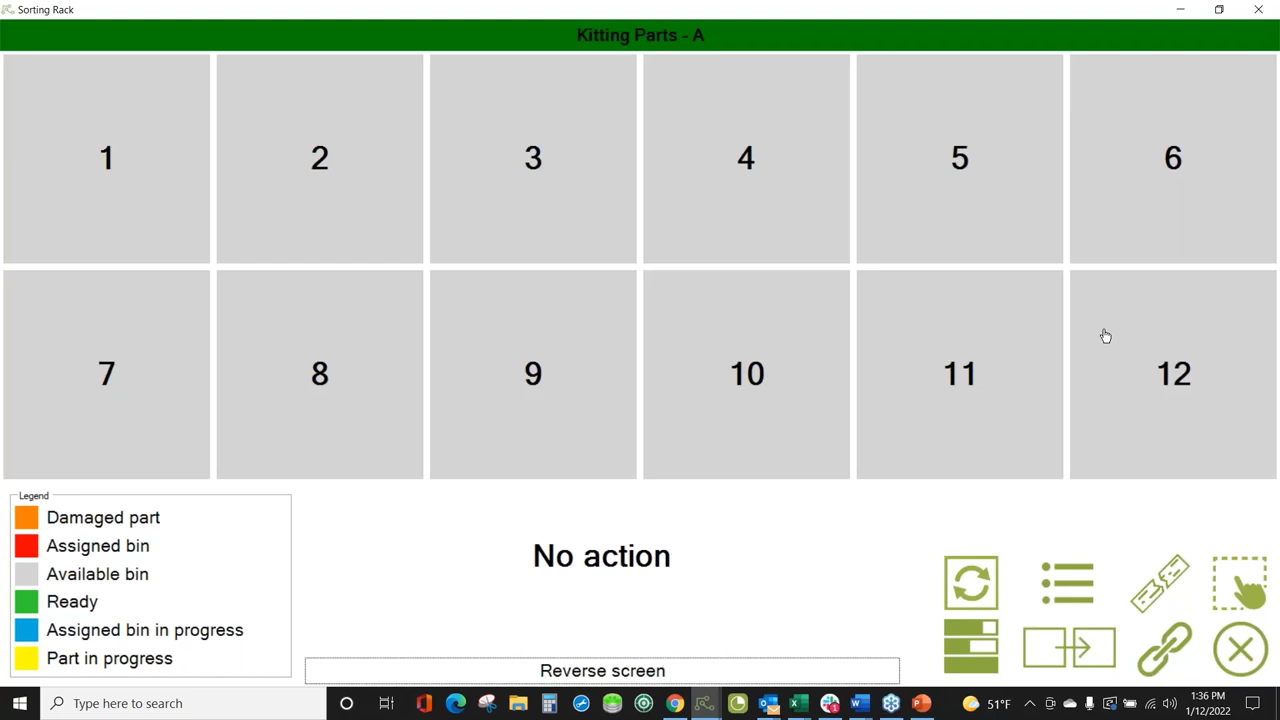 Sorting Rack
Kitting Parts - A
1 2 3 4 5 6
7 8 9 10 11 12
Legend
Damaged part
Assigned bin
Available bin
Ready
Assigned bin in progress
Part in progress
No action
Reverse screen
Type here to search
51°F
1:36 PM
1/12/2022